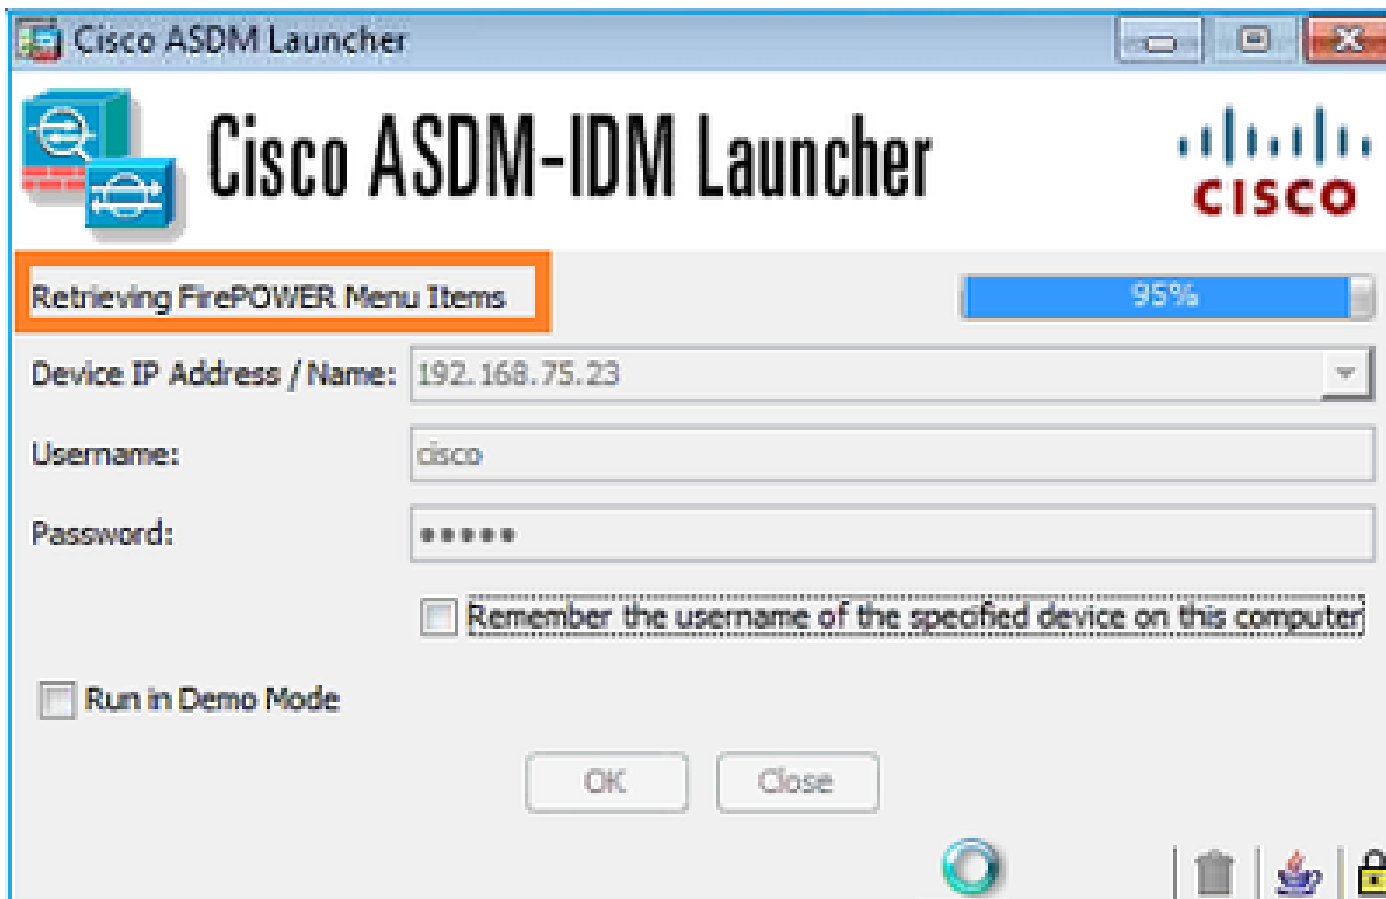 Cisco ASDM Launcher
Cisco ASDM-IDM Launcher
CISCO
Retrieving FirePOWER Menu Items
95%
Device IP Address / Name: 192.168.75.23
Username: cisco
Password: •••••
Remember the username of the specified device on this computer
Run in Demo Mode
OK Close